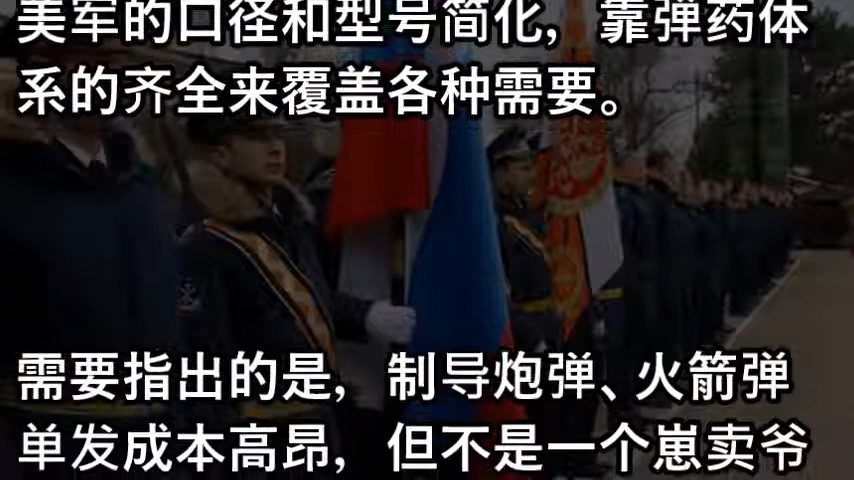 美军的口径和型号简化，靠弹药体
系的齐全来覆盖各种需要。
需要指出的是，制导炮弹、火箭弹
单发成本高昂，但不是一个崽卖爷